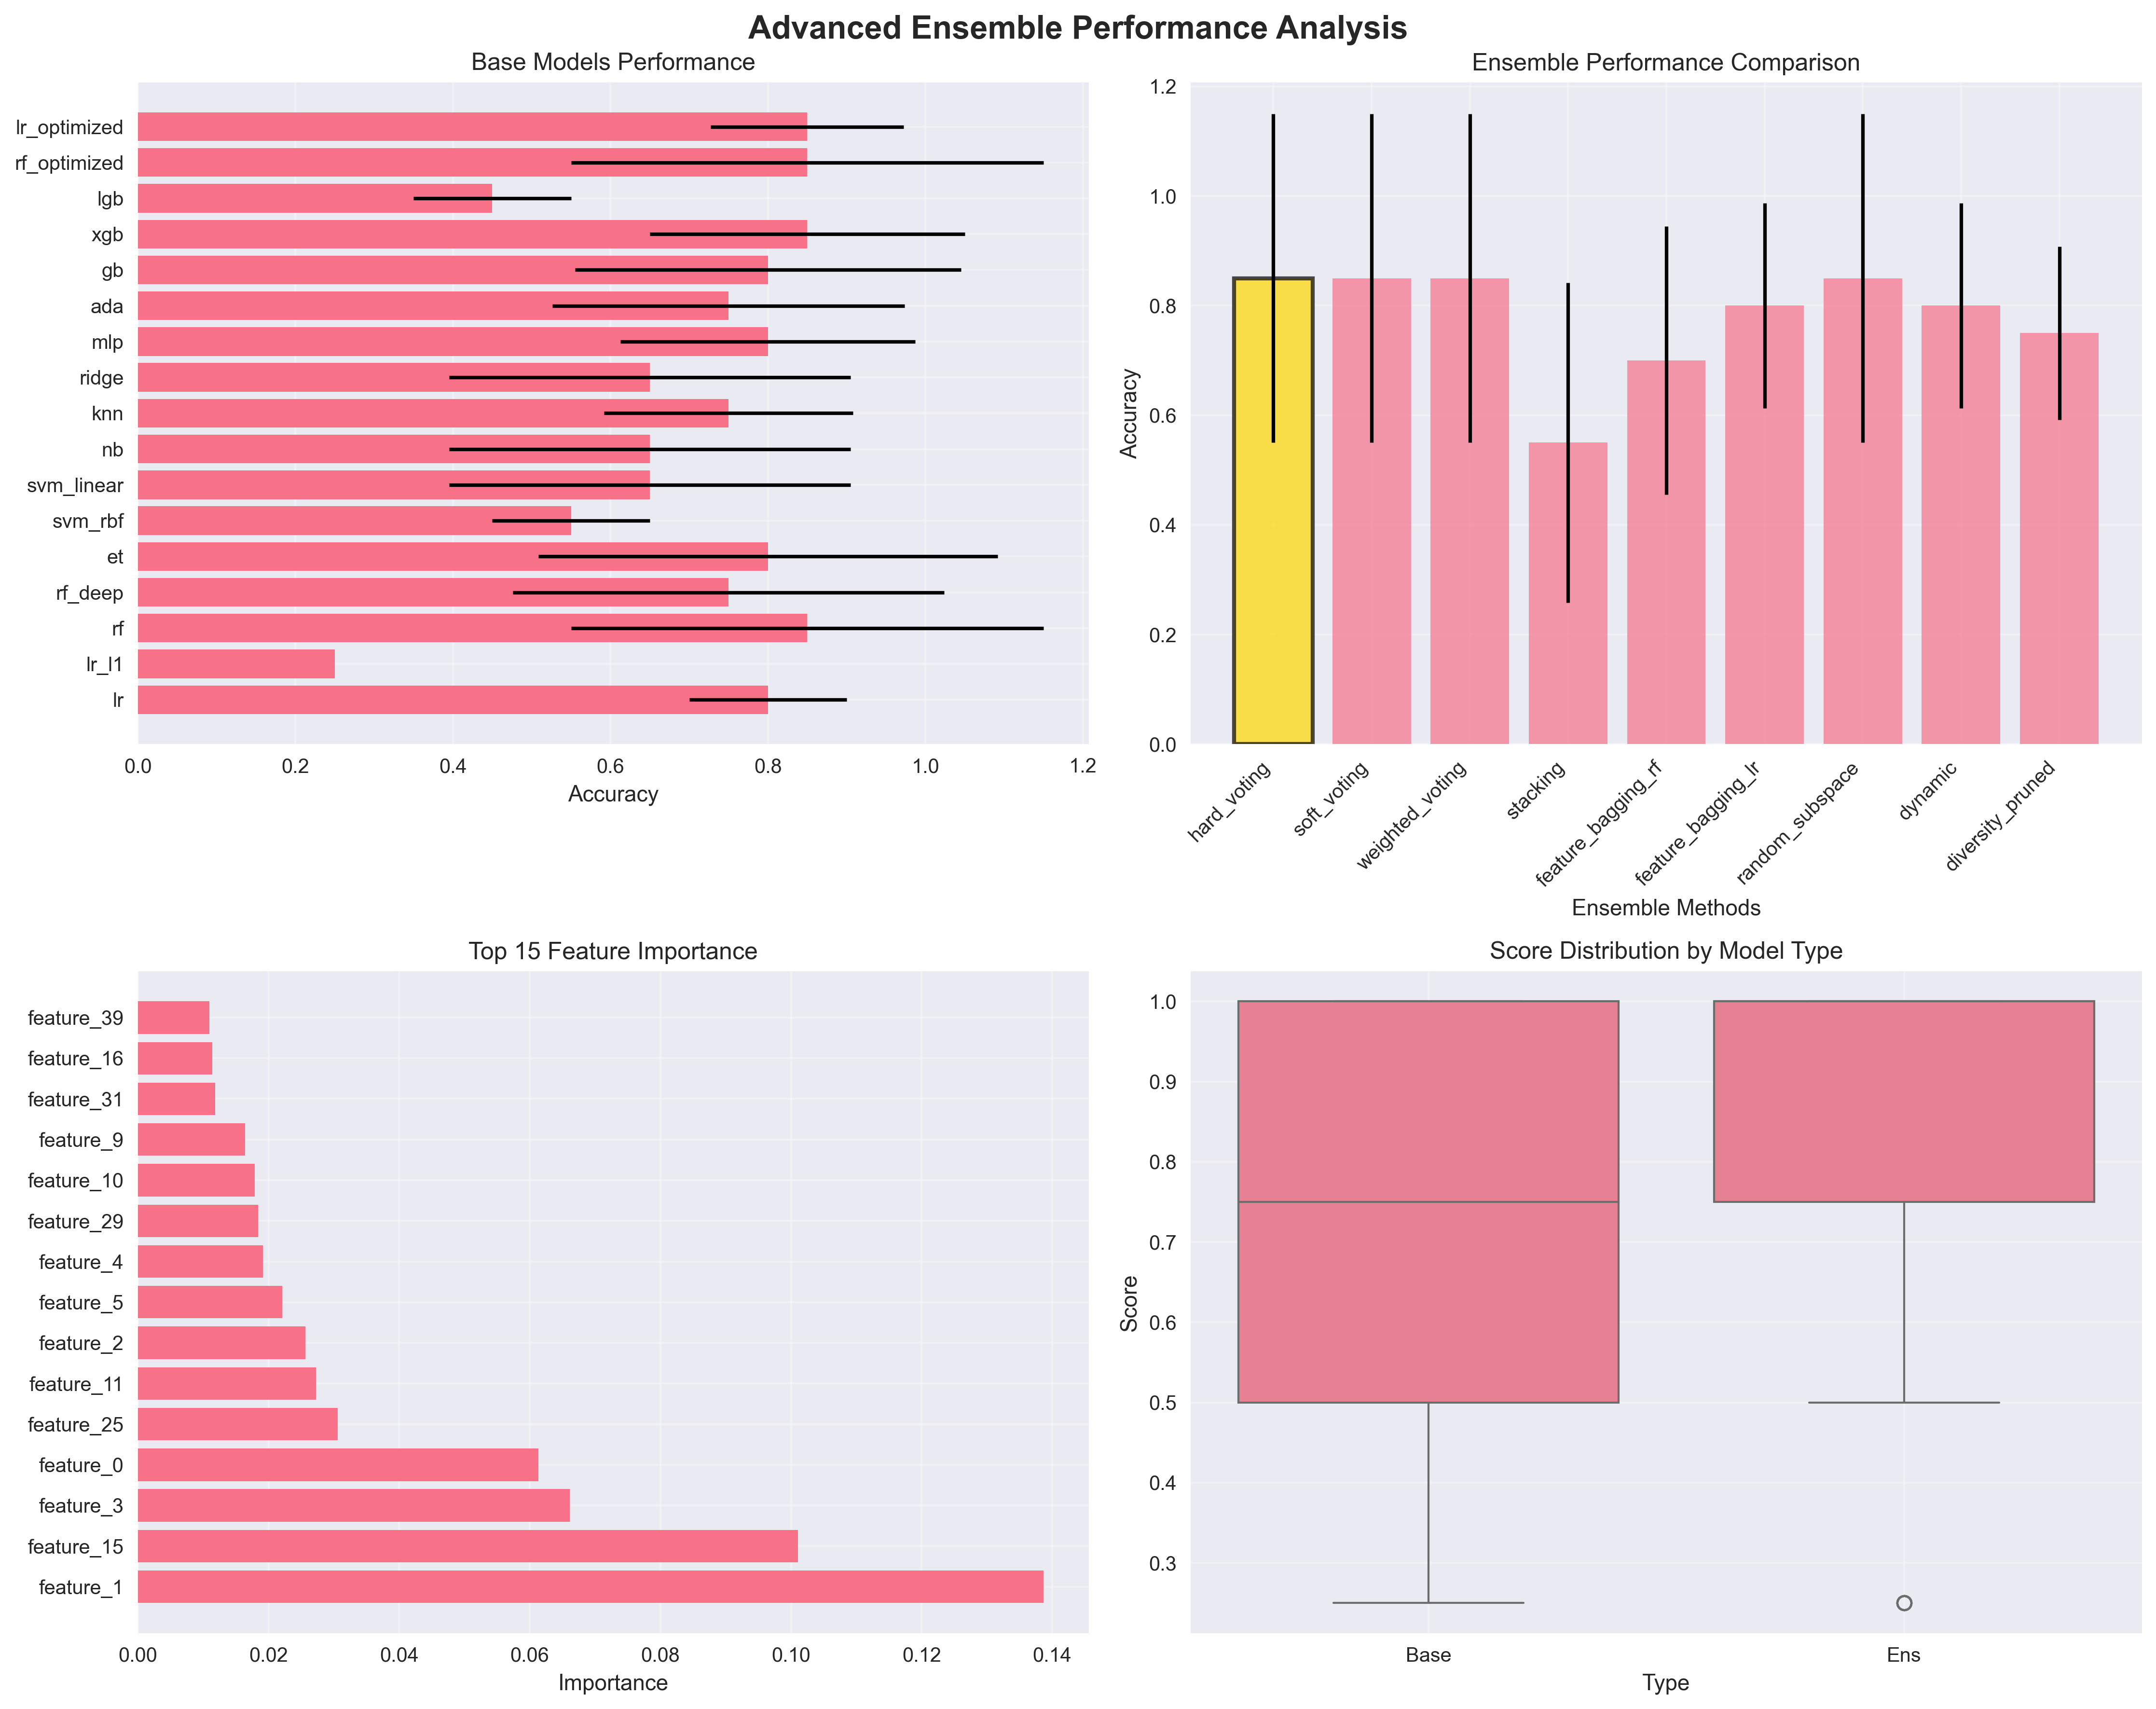 Advanced Ensemble Performance Analysis
Base Models Performance
lr_optimized
rf_optimized
lgb
xgb
gb
ada
mlp
ridge
knn
nb
svm_linear
svm_rbf
et
rf_deep
rf
lr_l1
lr
0.0 0.2 0.4 0.6 0.8 1.0 1.2
Accuracy
Ensemble Performance Comparison
Accuracy
1.2
1.0
0.8
0.6
0.4
0.2
0.0
hard_voting
soft_voting
weighted_voting
stacking
feature_bagging_rf
feature_bagging_lr
random_subspace
dynamic
diversity_pruned
Ensemble Methods
Top 15 Feature Importance
feature_39
feature_16
feature_31
feature_9
feature_10
feature_29
feature_4
feature_5
feature_2
feature_11
feature_25
feature_0
feature_3
feature_15
feature_1
0.00 0.02 0.04 0.06 0.08 0.10 0.12 0.14
Importance
Score Distribution by Model Type
Score
1.0
0.9
0.8
0.7
0.6
0.5
0.4
0.3
Base Ens
Type